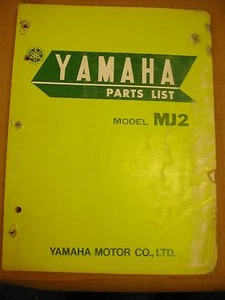 YAMAHA
PARTS LIST
MODEL MJ2
YAMAHA MOTOR CO., LTD.